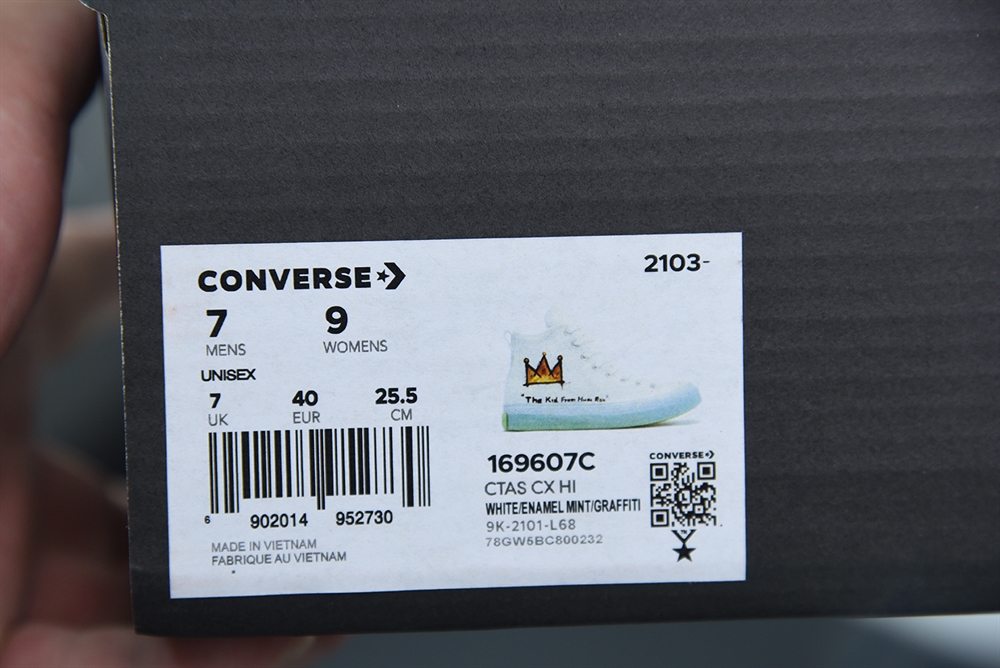 CONVERSE
2103-
7 9
MENS WOMENS
UNISEX
7 40 25.5
UK EUR CM
6 902014 952730
MADE IN VIETNAM
FABRIQUE AU VIETNAM
"The Kid From
169607C
CTAS CX HI
WHITE/ENAMEL MINT/GRAFFITI
9K-2101-L68
78GW5BC800232
CONVERSE